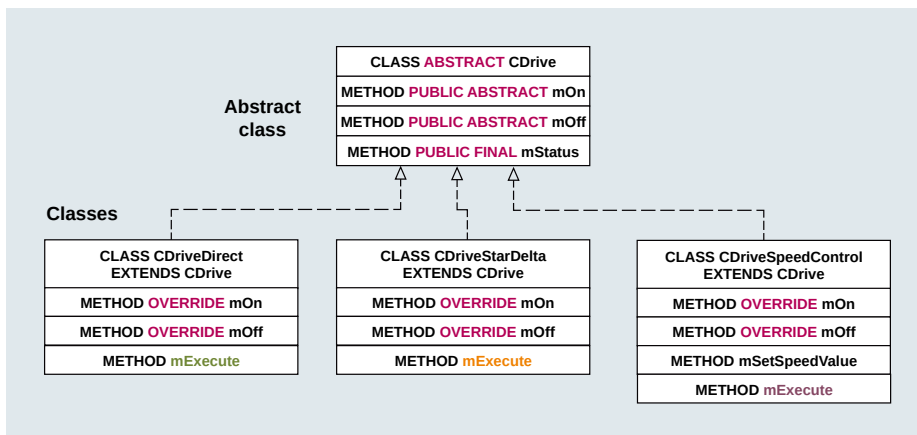 CLASS ABSTRACT CDrive
METHOD PUBLIC ABSTRACT mOn
METHOD PUBLIC ABSTRACT mOff
METHOD PUBLIC FINAL mStatus
Abstract
class
Classes
CLASS CDriveDirect
EXTENDS CDrive
METHOD OVERRIDE mOn
METHOD OVERRIDE mOff
METHOD mExecute
CLASS CDriveStarDelta
EXTENDS CDrive
METHOD OVERRIDE mOn
METHOD OVERRIDE mOff
METHOD mExecute
CLASS CDriveSpeedControl
EXTENDS CDrive
METHOD OVERRIDE mOn
METHOD OVERRIDE mOff
METHOD mSetSpeedValue
METHOD mExecute